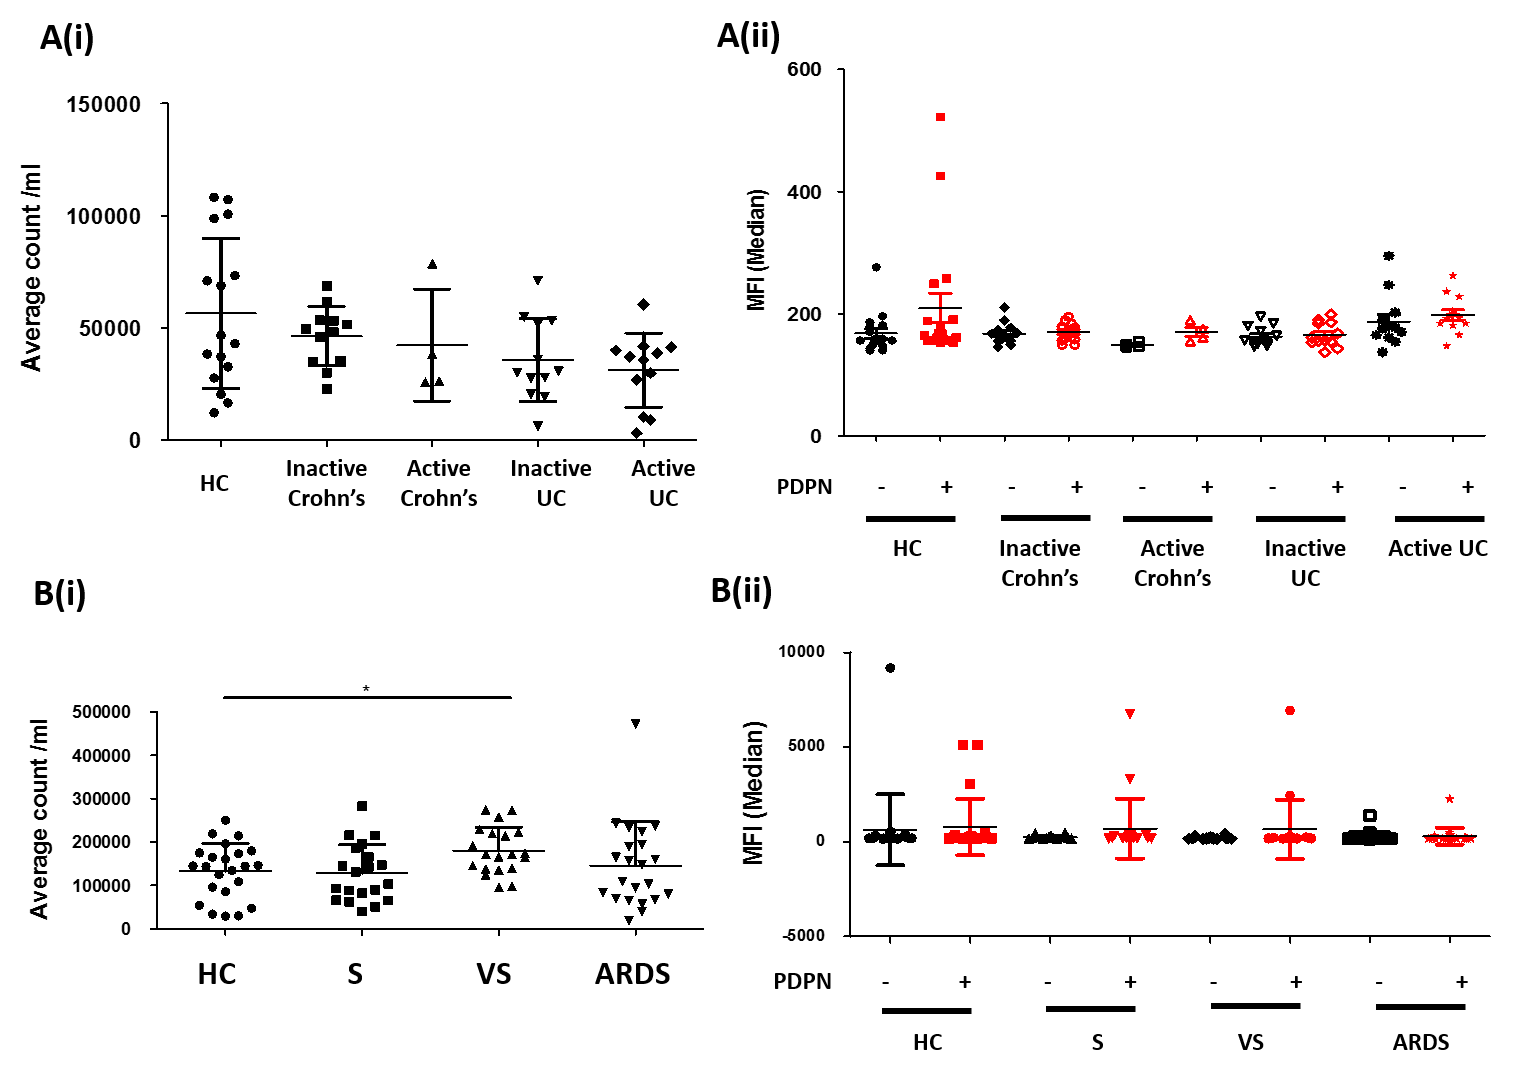 A(i)
Average count /ml
150000
100000
50000
0
HC
Inactive
Crohn's
Active
Crohn's
Inactive
UC
Active
UC
A(ii)
MFI (Median)
600
400
200
0
PDPN - + - + - + - + - +
HC
Inactive
Crohn's
Active
Crohn's
Inactive
UC
Active UC
B(i)
Average count /ml
500000
400000
300000
200000
100000
0
*
HC
S
VS
ARDS
B(ii)
MFI (Median)
10000
5000
0
-5000
PDPN - + - + - + - +
HC
S
VS
ARDS